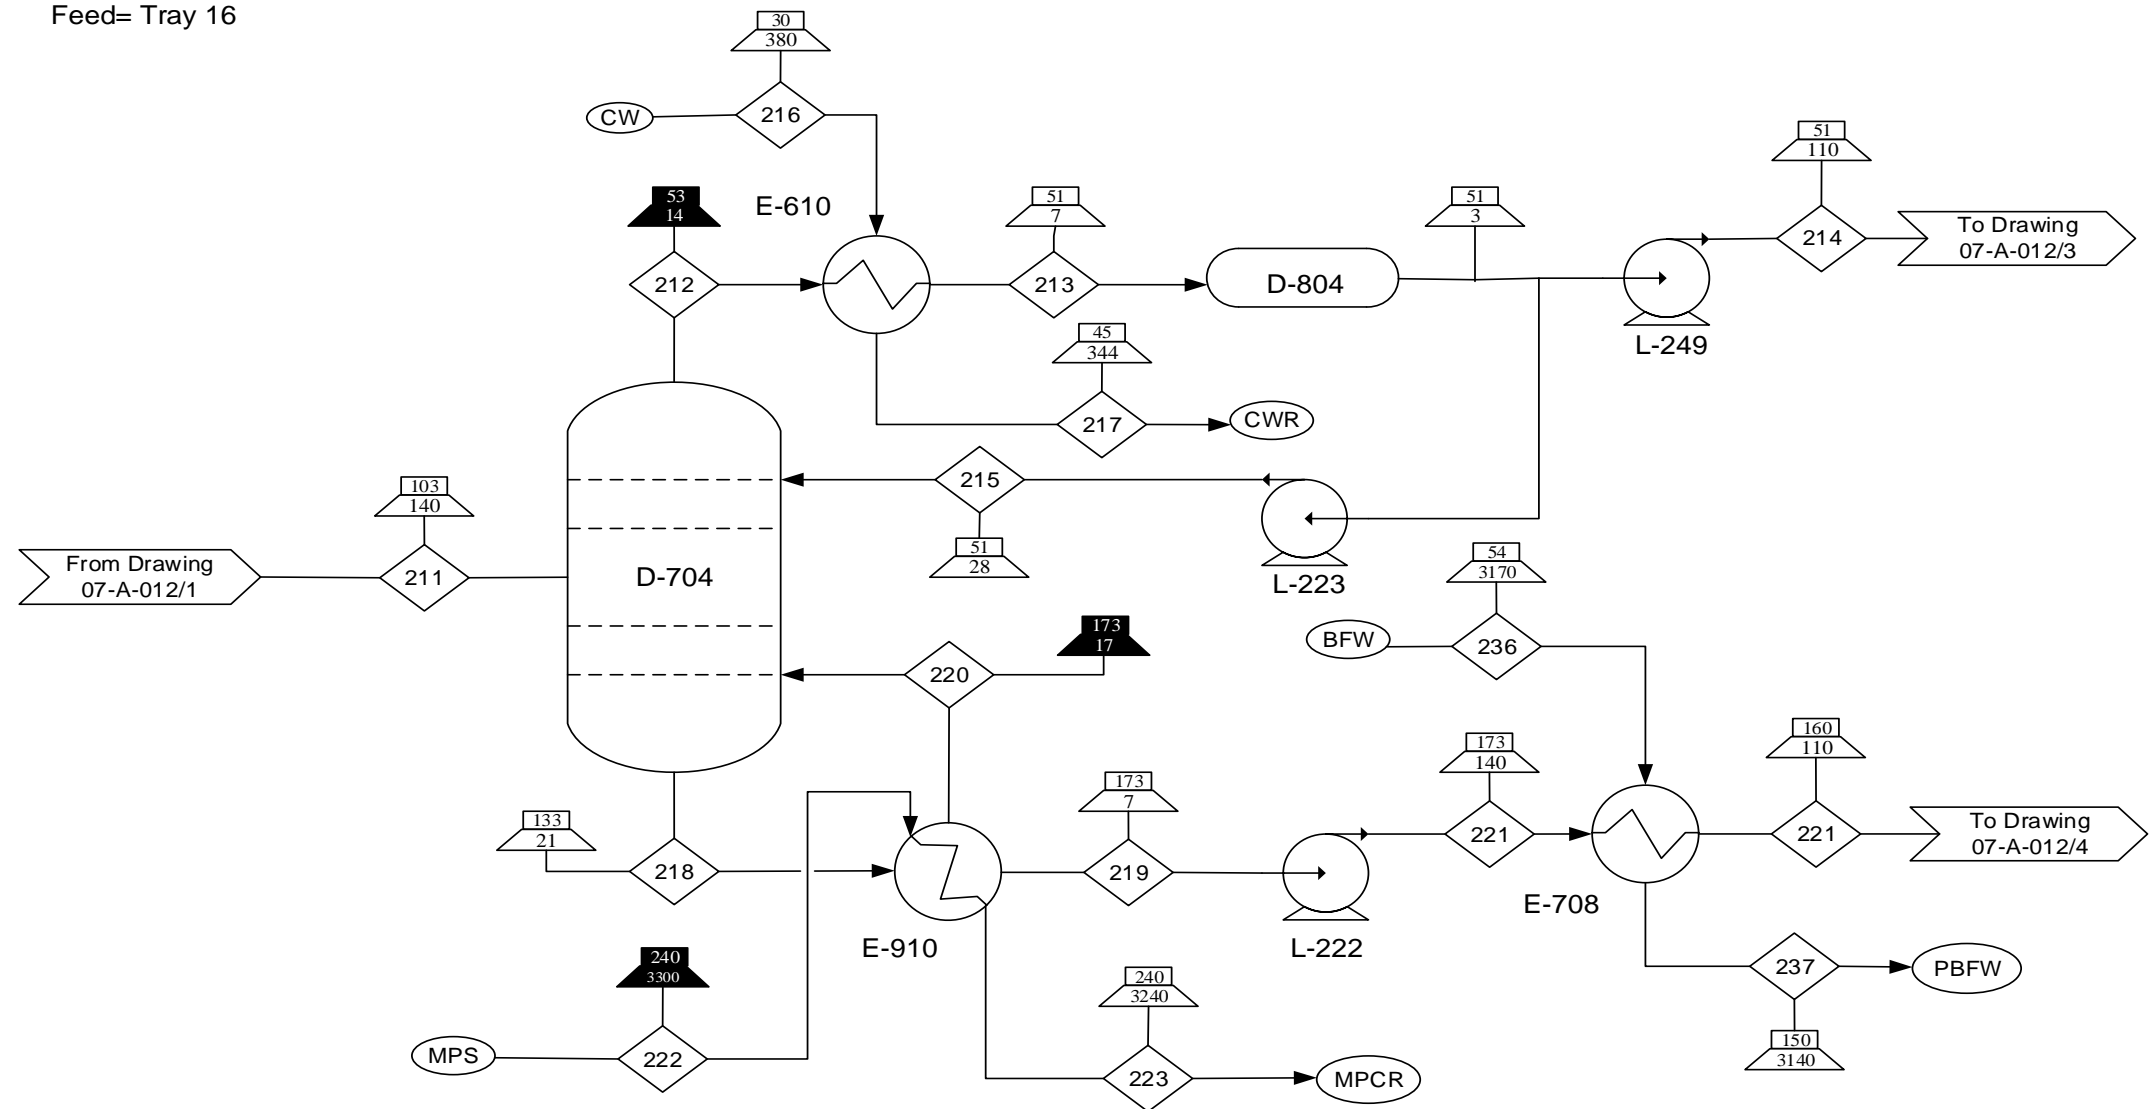 Feed= Tray 16
30
380
CW
216
51
110
53
14
E-610
51
7
51
3
To Drawing
07-A-012/3
214
212
213
D-804
L-249
45
344
217
CWR
103
140
215
51
28
L-223
From Drawing
07-A-012/1
211
D-704
54
3170
BFW
236
173
17
220
133
21
218
173
7
219
173
140
221
160
110
221
To Drawing
07-A-012/4
E-708
E-910
L-222
240
3300
MPS
222
240
3240
223
MPCR
237
PBFW
150
3140